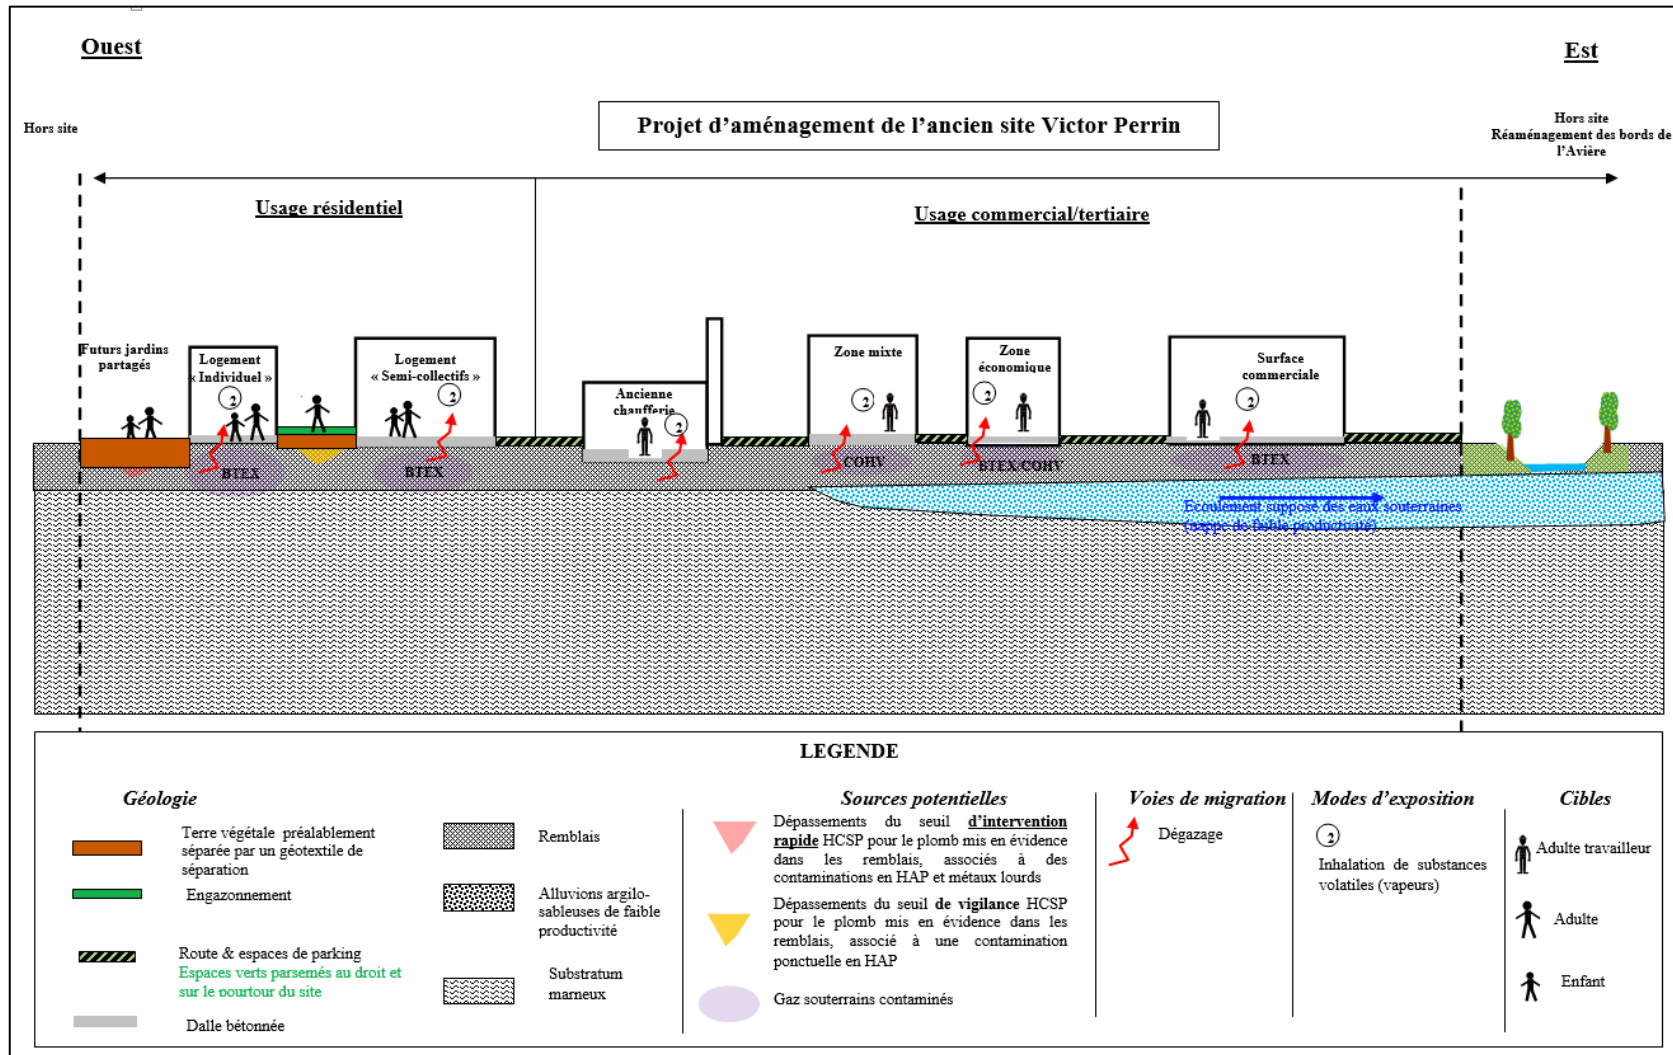 Ouest
Est
Hors site
Projet d’aménagement de l’ancien site Victor Perrin
Hors site
Réaménagement des bords de
l’Avière
Usage résidentiel
Usage commercial/tertiaire
Futurs jardins
partagés
Logement
« Individuel »
2
Logement
« Semi-collectifs »
2
Ancienne
chaufferie
2
Zone mixte
2
Zone
économique
2
Surface
commerciale
2
BTEX
BTEX
COHV
BTEX/COHV
BTEX
Ecoulement supposé des eaux souterraines
(nappe de faible productivité)
LEGENDE
Géologie
Terre végétale préalablement
séparée par un géotextile de
séparation
Engazonnement
Route & espaces de parking
Espaces verts parsemés au droit et
sur le pourtour du site
Dalle bétonnée
Remblais
Alluvions argilo-
sableuses de faible
productivité
Substratum
marneux
Sources potentielles
Dépassements du seuil d’intervention
rapide HCSP pour le plomb mis en évidence
dans les remblais, associés à des
contaminations en HAP et métaux lourds
Dépassements du seuil de vigilance HCSP
pour le plomb mis en évidence dans les
remblais, associé à une contamination
ponctuelle en HAP
Gaz souterrains contaminés
Voies de migration
Dégazage
Modes d’exposition
2
Inhalation de substances
volatiles (vapeurs)
Cibles
Adulte travailleur
Adulte
Enfant